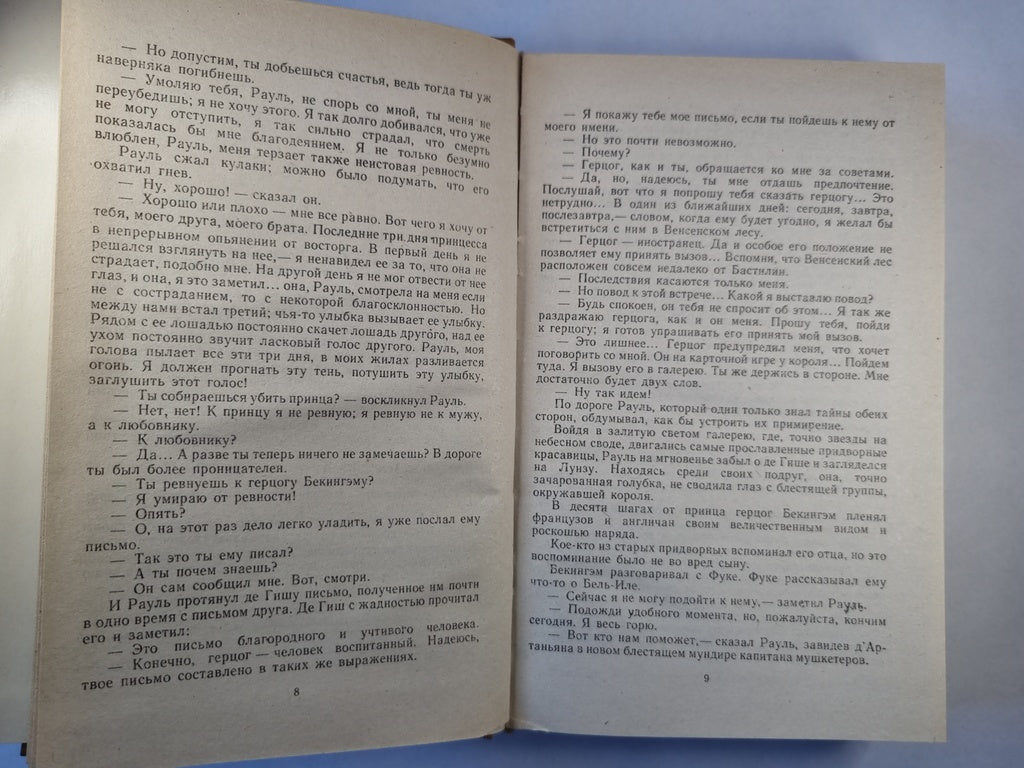 — Но допустим, ты добьешься счастья, ведь тогда ты уж
наверняка погибнешь.
— Умоляю тебя, Рауль, не спорь со мной, ты меня не
переубедишь; я не хочу этого. Я так долго добивался, что уже
не могу отступить, я так сильно страдал, что смерть
показалась бы мне благодеянием. Я не только безумно
влюблен, Рауль, меня терзает также неистовая ревность.
Рауль сжал кулаки; можно было подумать, что его
охватил гнев.
— Ну, хорошо! — сказал он.
— Хорошо или плохо — мне все равно. Вот чего я хочу от
тебя, моего друга, моего брата. Последние три дня принцесса
в непрерывном опьянении от восторга. В первый день я не
решался взглянуть на нее,— я ненавидел ее за то, что она не
страдает, подобно мне. На другой день я не мог отвести от нее
глаз, и она, я это заметил... она, Рауль, смотрела на меня если
не с состраданием, то с некоторой благосклонностью. Но
между нами встал третий; чья-то улыбка вызывает ее улыбку.
Рядом с ее лошадью постоянно скачет лошадь другого, над ее
ухом постоянно звучит ласковый голос другого. Рауль, моя
голова пылает все эти три дня, в моих жилах разливается
огонь. Я должен прогнать эту тень, потушить эту улыбку,
заглушить этот голос!
— Ты собираешься убить принца? — воскликнул Рауль.
— Нет, нет! К принцу я не ревную; я ревную не к мужу,
а к любовнику.
— К любовнику?
— Да... А разве ты теперь ничего не замечаешь? В дороге
ты был более проницателен.
— Ты ревнуешь к герцогу Бекингэму?
— Я умираю от ревности!
— Опять?
— О, на этот раз дело легко уладить, я уже послал ему
письмо.
— Так это ты ему писал?
— А ты почем знаешь?
— Он сам сообщил мне. Вот, смотри.
И Рауль протянул де Гишу письмо, полученное им почти
в одно время с письмом друга. Де Гиш с жадностью прочитал
его и заметил:
— Это письмо благородного и учтивого человека.
— Конечно, герцог — человек воспитанный. Надеюсь,
твое письмо составлено в таких же выражениях.
8
— Я покажу тебе мое письмо, если ты пойдешь к нему от
моего имени.
— Но это почти невозможно.
— Почему?
— Герцог, как и ты, обращается ко мне за советами.
— Да, но, надеюсь, ты мне отдашь предпочтение.
Послушай, вот что я попрошу тебя сказать герцогу... Это
нетрудно... В один из ближайших дней: сегодня, завтра,
послезавтра,— словом, когда ему будет угодно, я желал бы
встретиться с ним в Венсенском лесу.
— Герцог — иностранец. Да и особое его положение не
позволяет ему принять вызов... Вспомни, что Венсенский лес
расположен совсем недалеко от Бастилии.
— Последствия касаются только меня.
— Но повод к этой встрече... Какой я выставлю повод?
— Будь спокоен, он тебя не спросит об этом... Я так же
раздражаю герцога, как и он меня. Прошу тебя, пойди
к герцогу; я готов упрашивать его принять мой вызов.
— Это лишнее... Герцог предупредил меня, что хочет
поговорить со мной. Он на карточной игре у короля... Пойдем
туда. Я вызову его в галерею. Ты же держись в стороне. Мне
достаточно будет двух слов.
— Ну так идем!
По дороге Рауль, который один только знал тайны обеих
сторон, обдумывал, как бы устроить их примирение.
Войдя в залитую светом галерею, где, точно звезды на
небесном своде, двигались самые прославленные придворные
красавицы, Рауль на мгновенье забыл о де Гише и загляделся
на Луизу. Находясь среди своих подруг, она, точно
зачарованная голубка, не сводила глаз с блестящей группы,
окружавшей короля.
В десяти шагах от принца герцог Бекингэм пленял
французов и англичан своим величественным видом и
роскошью наряда.
Кое-кто из старых придворных вспоминал его отца, но это
воспоминание было не во вред сыну.
Бекингэм разговаривал с Фуке. Фуке рассказывал ему
что-то о Бель-Иле.
— Сейчас я не могу подойти к нему,— заметил Рауль.
— Подожди удобного момента, но, пожалуйста, кончим
сегодня. Я весь горю.
— Вот кто нам поможет,— сказал Рауль, завидев д'Ар-
таньяна в новом блестящем мундире капитана мушкетеров.
9